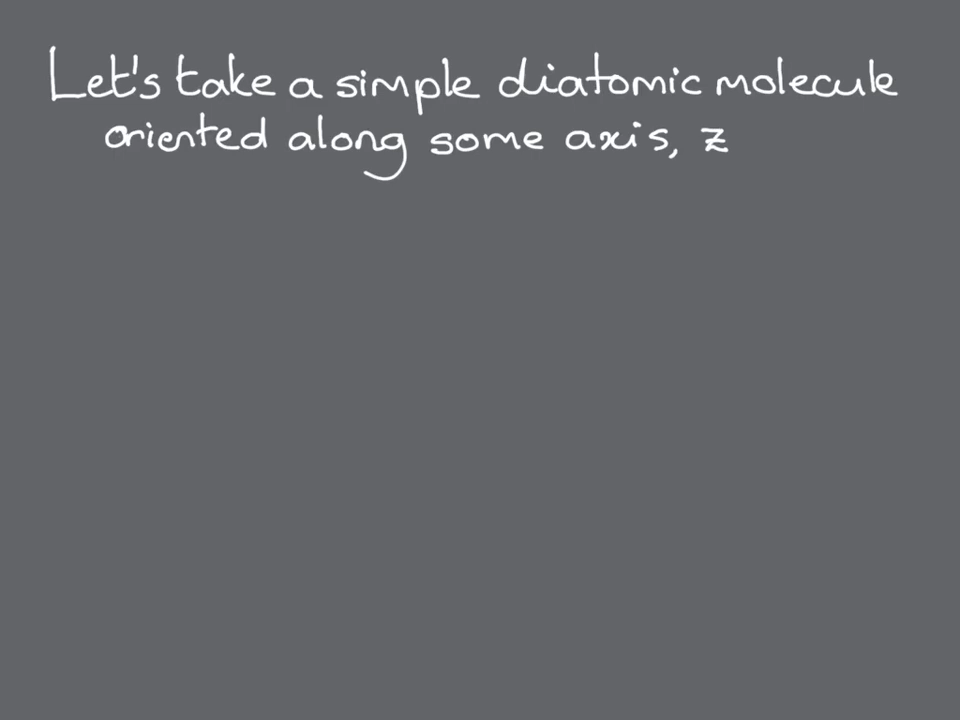 Let's take a simple diatomic molecule
oriented along some axis, z